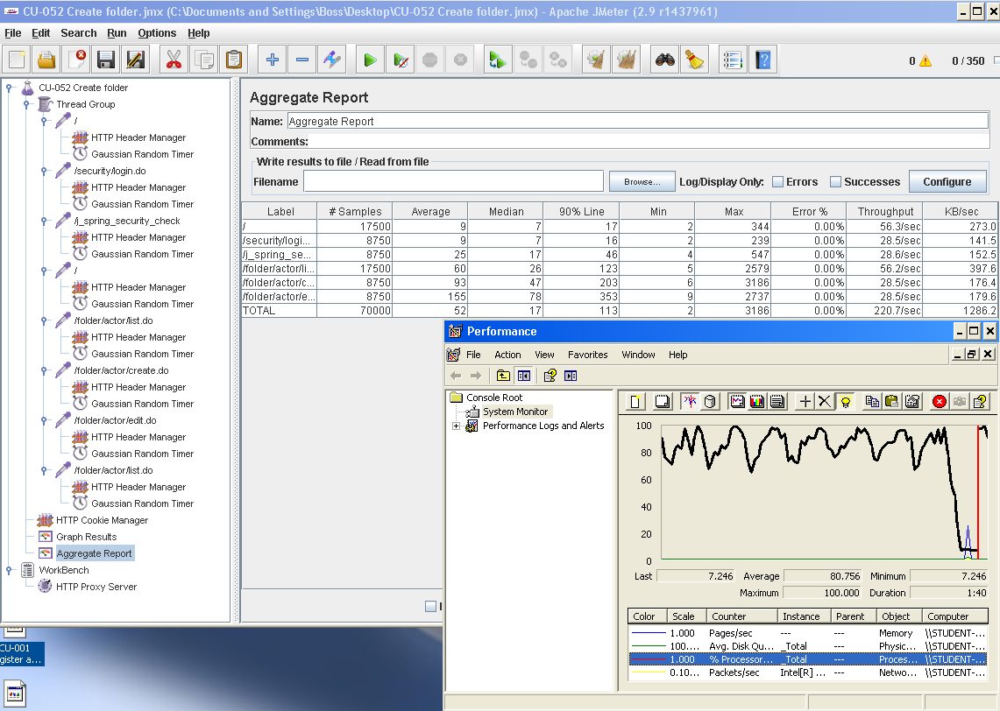 CU-052 Create folder.jmx (C:\Documents and Settings\Boss\Desktop\CU-052 Create folder.jmx) - Apache JMeter (2.9 r1437961)
File Edit Search Run Options Help
0 0 / 350
CU-052 Create folder
Thread Group
/
HTTP Header Manager
Gaussian Random Timer
/security/login.do
HTTP Header Manager
Gaussian Random Timer
/j_spring_security_check
HTTP Header Manager
Gaussian Random Timer
/
HTTP Header Manager
Gaussian Random Timer
/folder/actor/list.do
HTTP Header Manager
Gaussian Random Timer
/folder/actor/create.do
HTTP Header Manager
Gaussian Random Timer
/folder/actor/edit.do
HTTP Header Manager
Gaussian Random Timer
/folder/actor/list.do
HTTP Header Manager
Gaussian Random Timer
HTTP Cookie Manager
Graph Results
Aggregate Report
WorkBench
HTTP Proxy Server
Aggregate Report
Name: Aggregate Report
Comments:
Write results to file / Read from file
Filename Browse... Log/Display Only: Errors Successes Configure
Label # Samples Average Median 90% Line Min Max Error % Throughput KB/sec
/ 17500 9 7 17 2 344 0.00% 56.3/sec 273.0
/security/logi... 8750 9 7 16 2 239 0.00% 28.5/sec 141.5
/j_spring_se... 8750 25 17 46 4 547 0.00% 28.6/sec 152.5
/folder/actor/li... 17500 60 26 123 5 2579 0.00% 56.2/sec 397.6
/folder/actor/c... 8750 93 47 203 6 3186 0.00% 28.5/sec 176.4
/folder/actor/e... 8750 155 78 353 9 2737 0.00% 28.5/sec 179.6
TOTAL 70000 52 17 113 2 3186 0.00% 220.7/sec 1286.2
Performance
File Action View Favorites Window Help
Console Root
System Monitor
Performance Logs and Alerts
100
80
60
40
20
0
Last 7.246 Average 80.756 Minimum 7.246
Maximum 100.000 Duration 1:40
Color Scale Counter Instance Parent Object Computer
1.000 Pages/sec --- --- Memory \\STUDENT-...
100.... Avg. Disk Qu... _Total --- Physic... \\STUDENT-...
1.000 % Processor... _Total --- Proces... \\STUDENT-...
0.10... Packets/sec Intel[R] ... --- Netwo... \\STUDENT-...
CU-001
gister a...